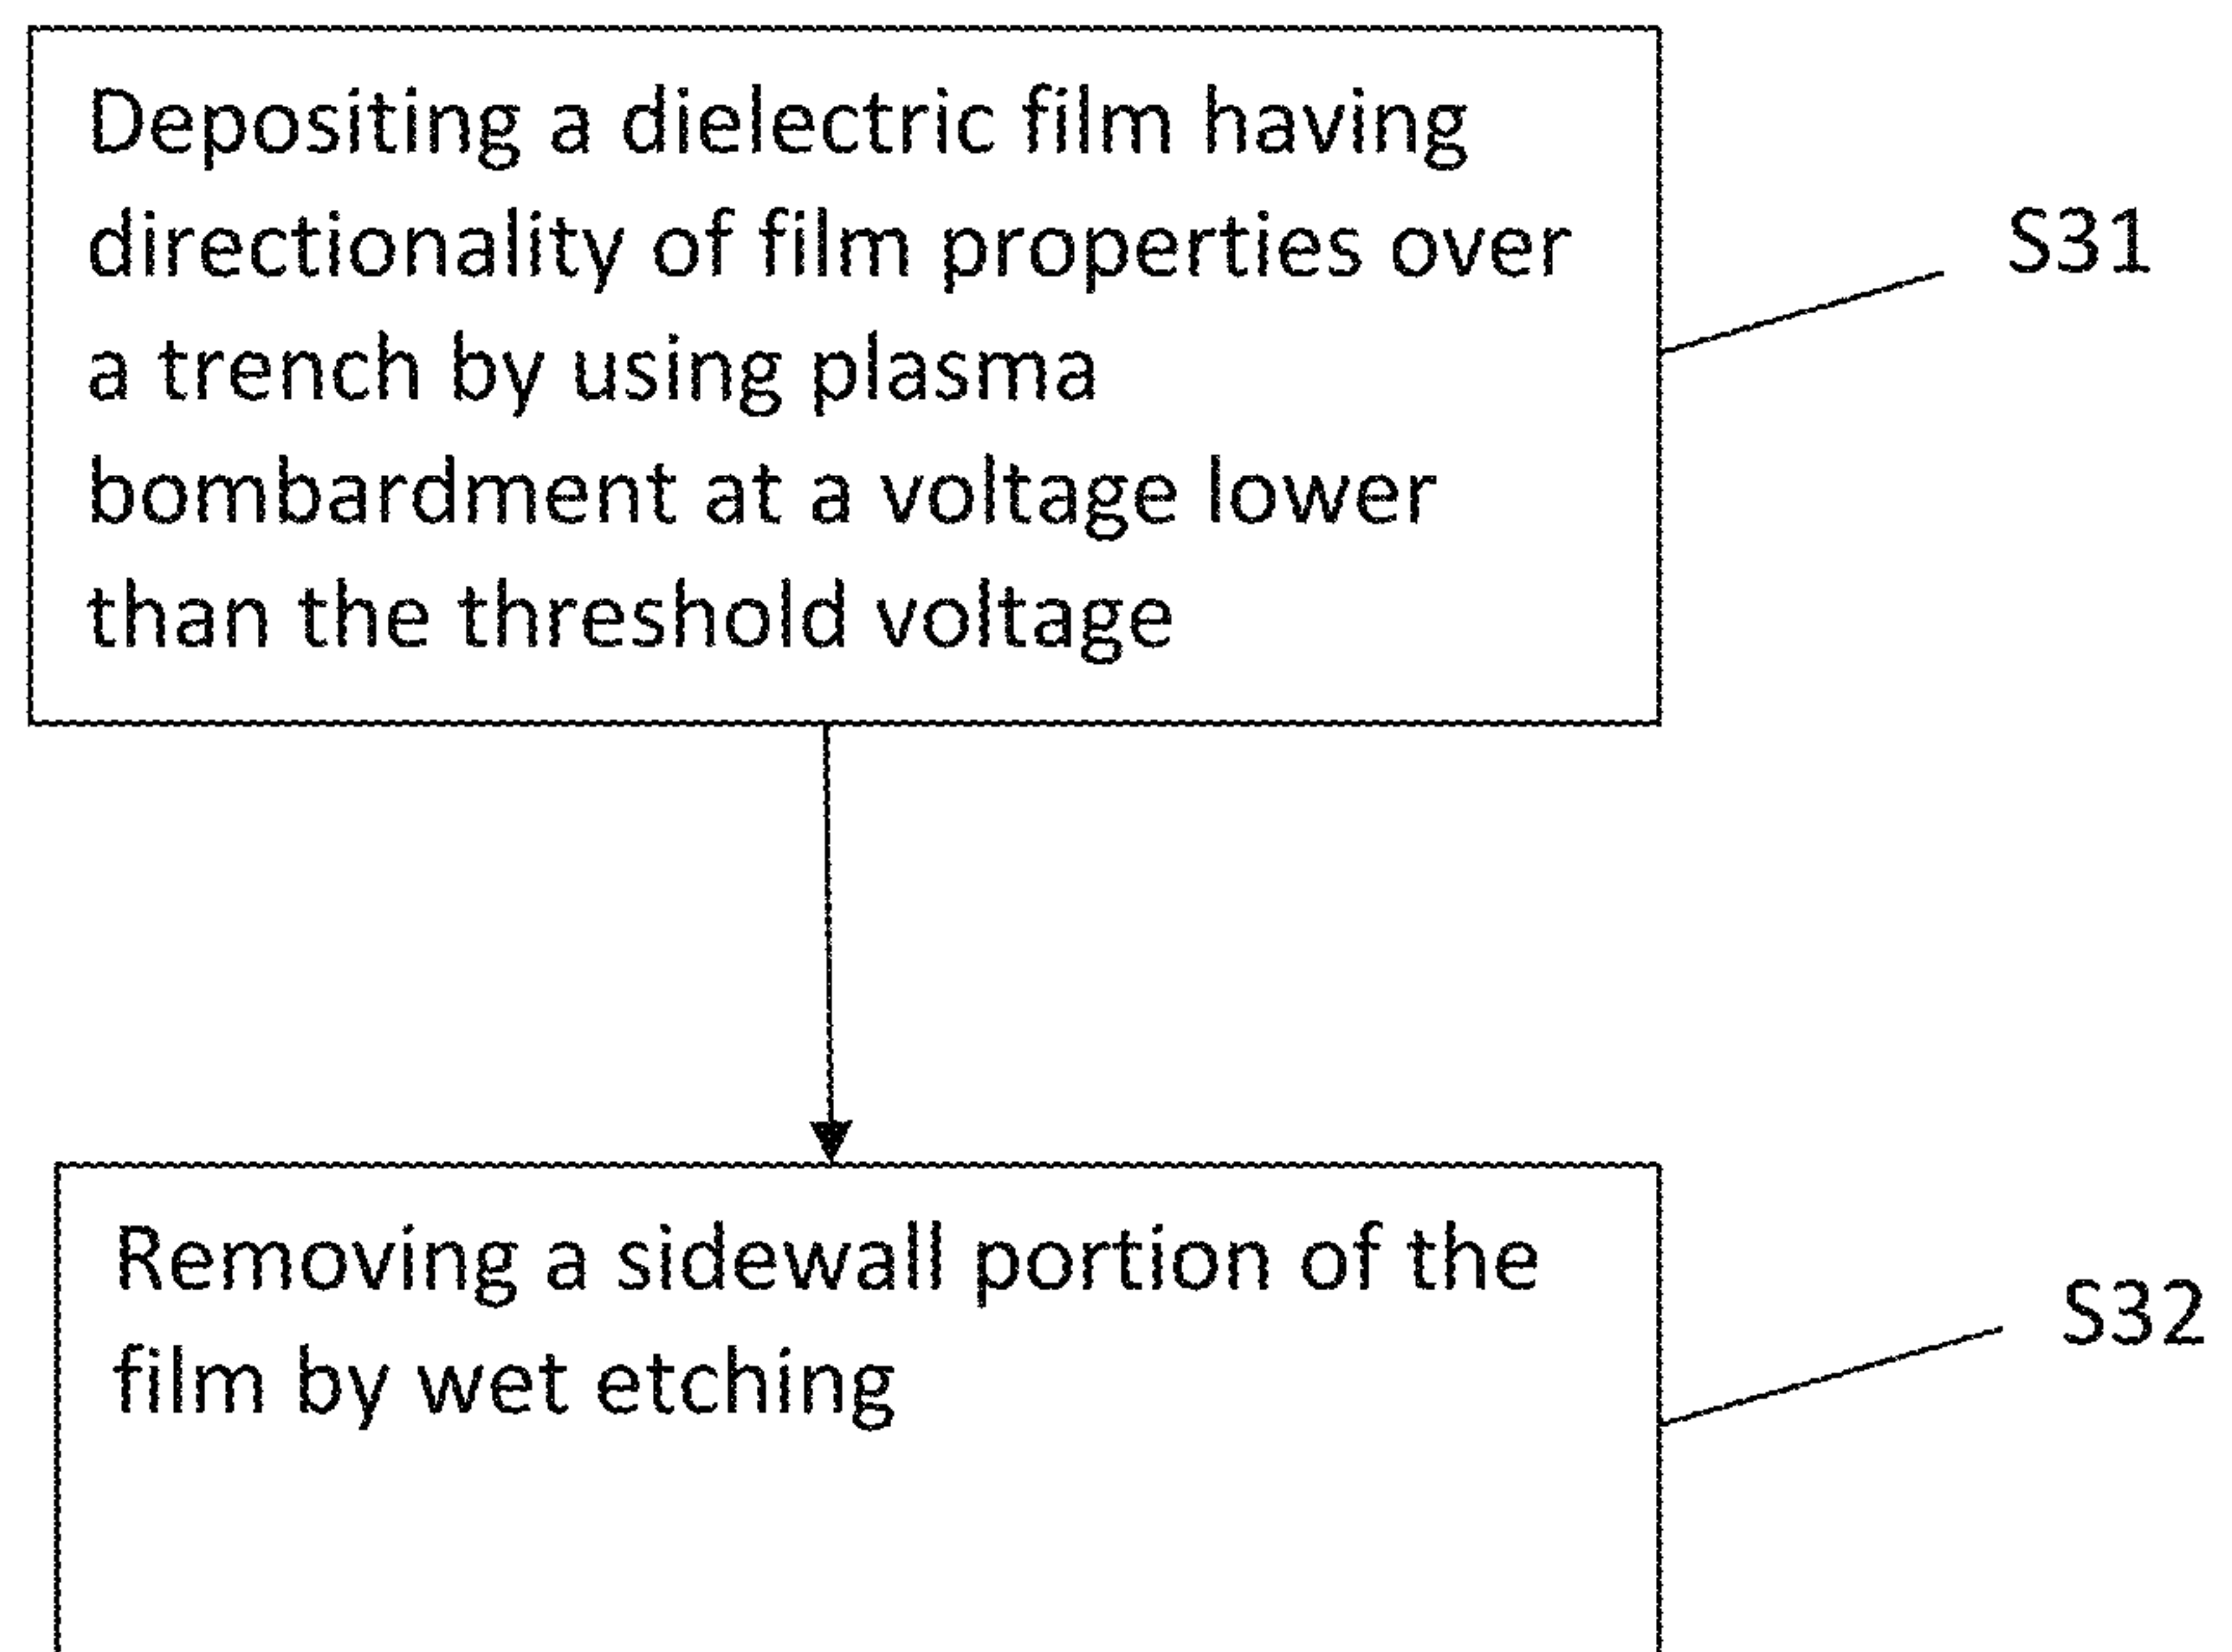 Depositing a dielectric film having
directionality of film properties over
a trench by using plasma
bombardment at a voltage lower
than the threshold voltage
S31
Removing a sidewall portion of the
film by wet etching
S32